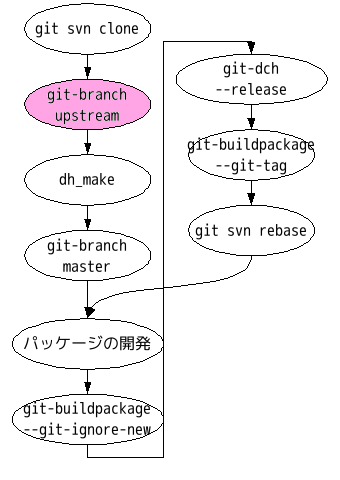 git svn clone
git-branch
upstream
dh_make
git-branch
master
パッケージの開発
git-buildpackage
--git-ignore-new
git-dch
--release
git-buildpackage
--git-tag
git svn rebase